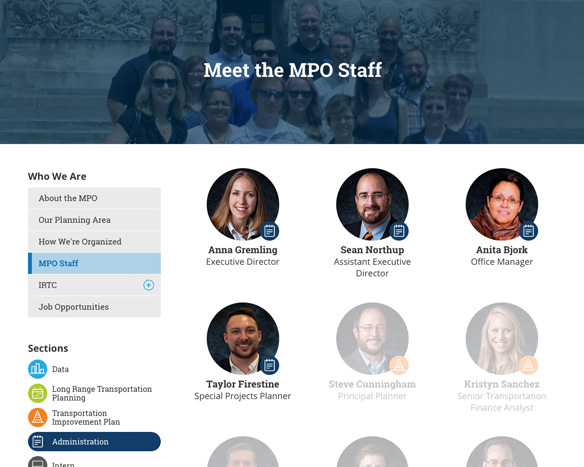 Meet the MPO Staff
Who We Are
About the MPO
Our Planning Area
How We're Organized
MPO Staff
IRTC
Job Opportunities
Sections
Data
Long Range Transportation
Planning
Transportation
Improvement Plan
Administration
Intern
Anna Gremling
Executive Director
Sean Northup
Assistant Executive
Director
Anita Bjork
Office Manager
Taylor Firestine
Special Projects Planner
Steve Cunningham
Principal Planner
Kristyn Sanchez
Senior Transportation
Finance Analyst